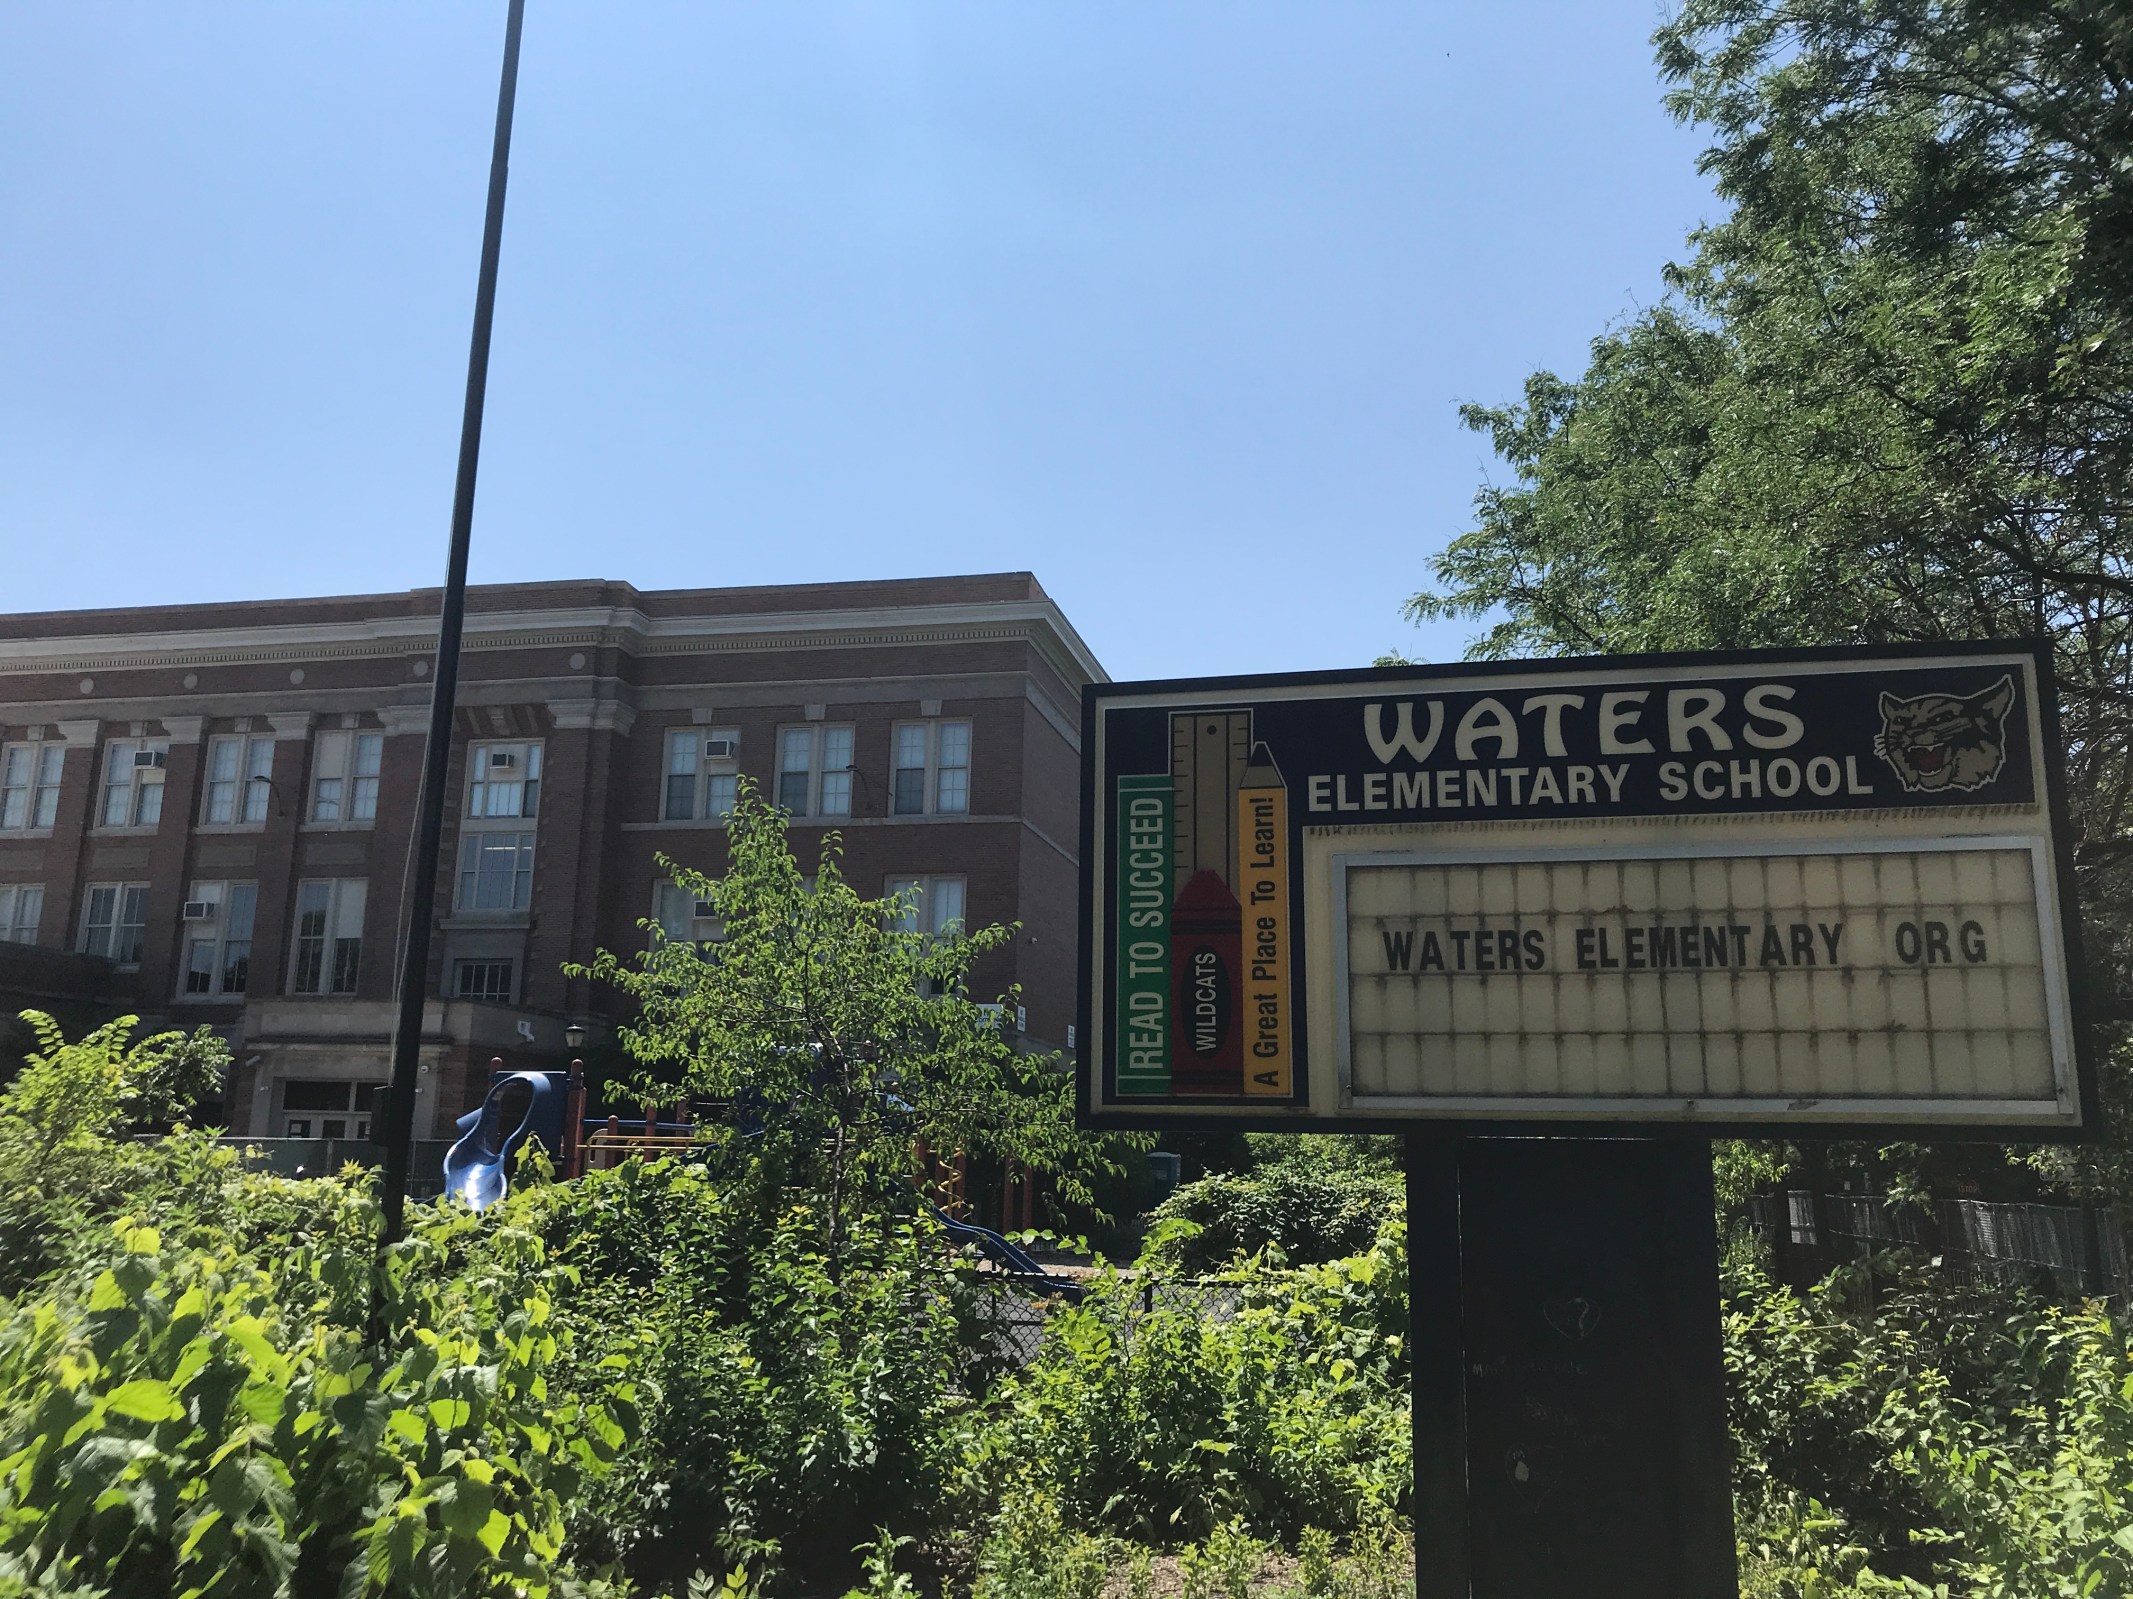 WATERS
ELEMENTARY SCHOOL
READ TO SUCCEED
WILDCATS
A Great Place To Learn!
WATERS ELEMENTARY ORG